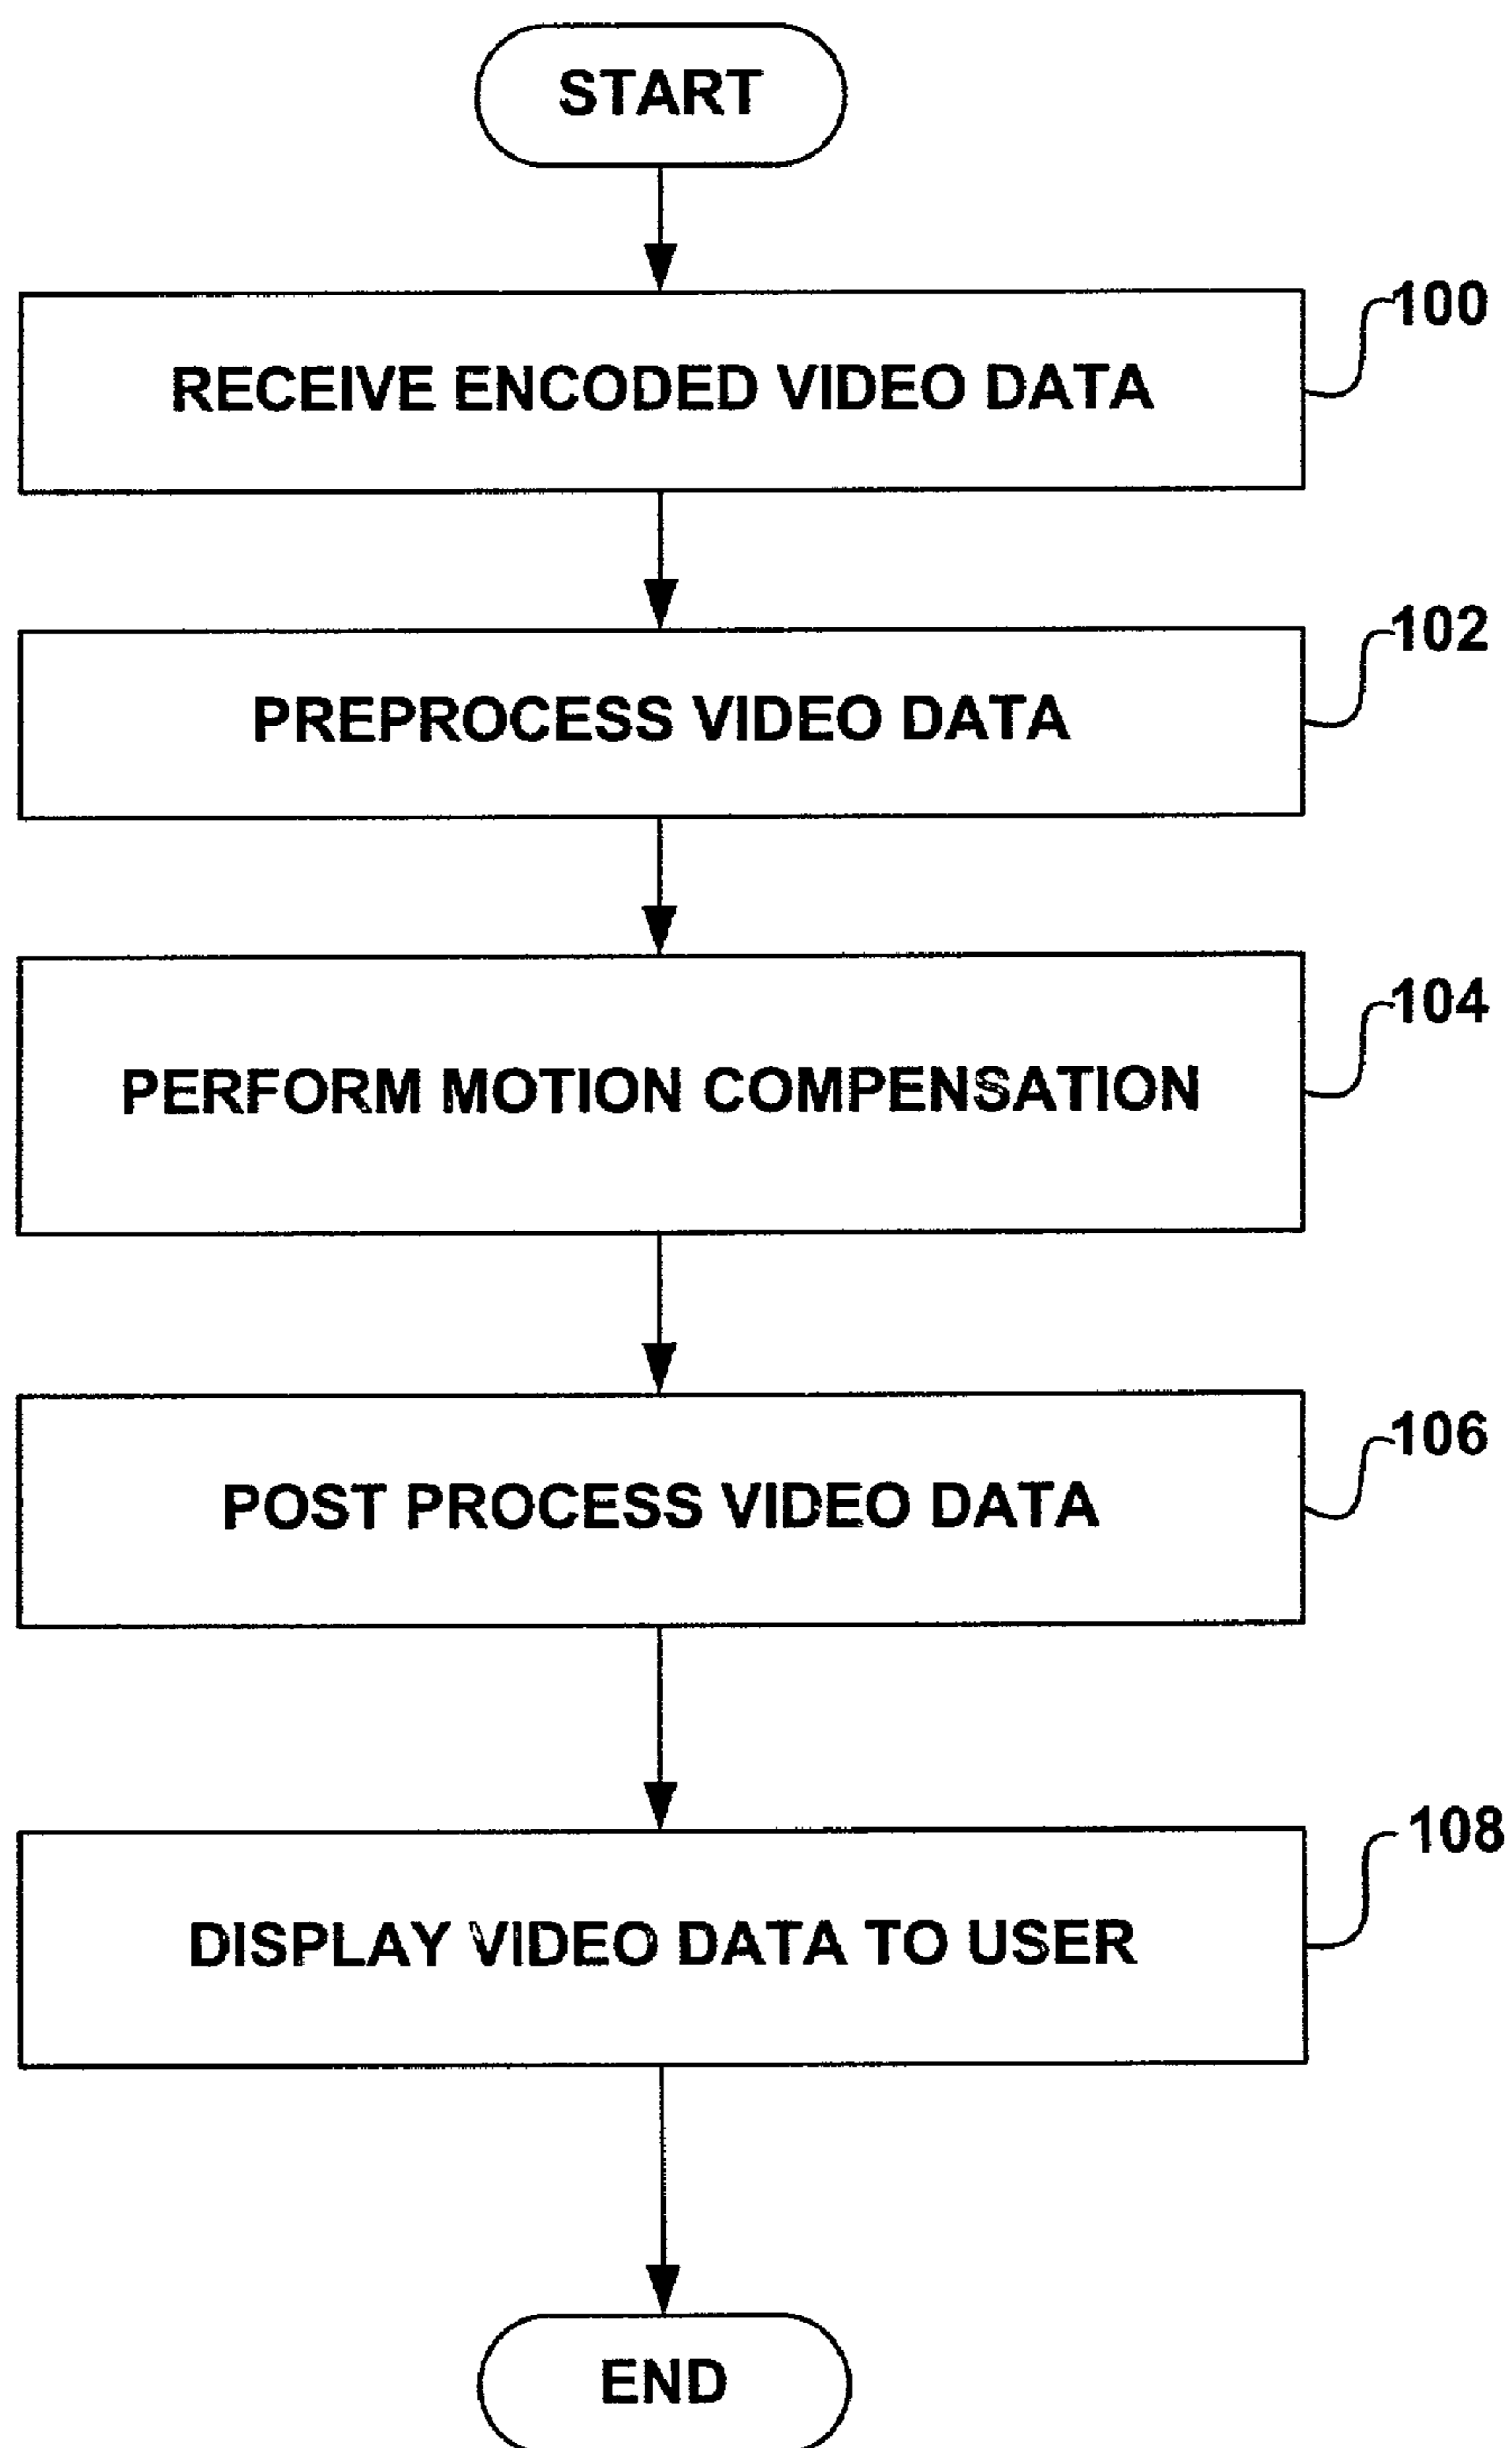 START
RECEIVE ENCODED VIDEO DATA
100
PREPROCESS VIDEO DATA
102
PERFORM MOTION COMPENSATION
104
POST PROCESS VIDEO DATA
106
DISPLAY VIDEO DATA TO USER
108
END